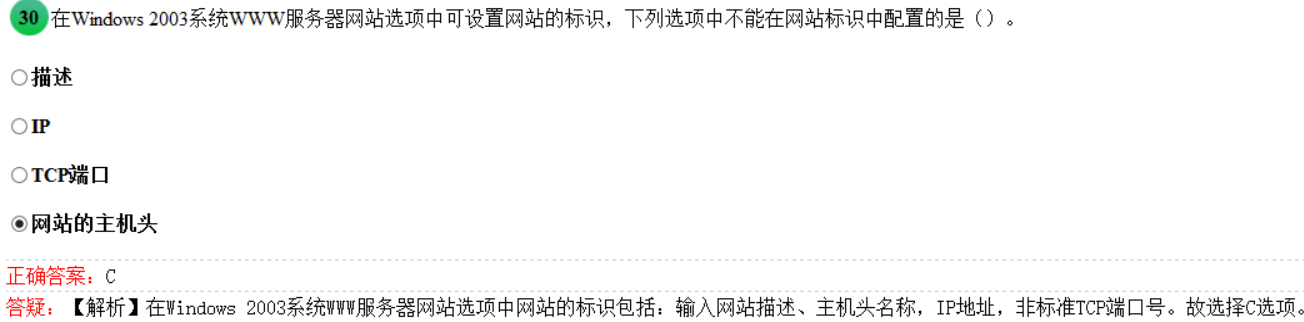 30 在Windows 2003系统WWW服务器网站选项中可设置网站的标识，下列选项中不能在网站标识中配置的是（）。
描述
IP
TCP端口
网站的主机头
正确答案：C
答疑：【解析】在Windows 2003系统WWW服务器网站选项中网站的标识包括：输入网站描述、主机头名称，IP地址，非标准TCP端口号。故选择C选项。